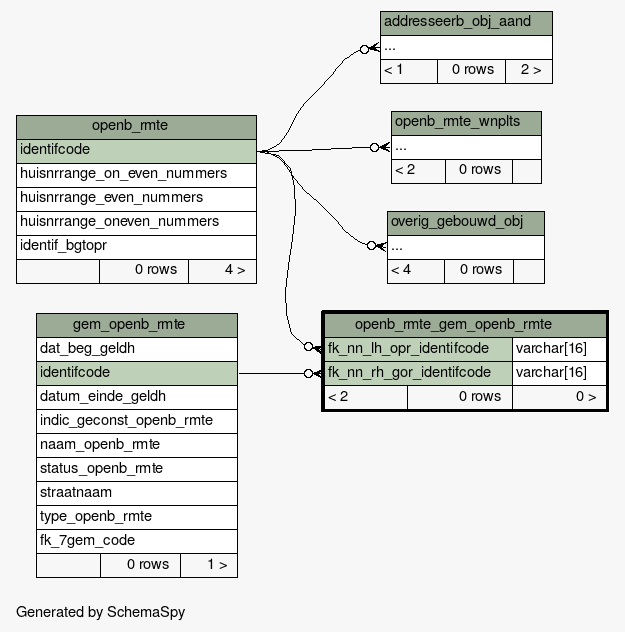 addresseerb_obj_aand
...
< 1 0 rows 2 >
openb_rmte
identifcode
huisnrrange_on_even_nummers
huisnrrange_even_nummers
huisnrrange_oneven_nummers
identif_bgtopr
0 rows 4 >
openb_rmte_wnplts
...
< 2 0 rows
overig_gebouwd_obj
...
< 4 0 rows
gem_openb_rmte
dat_beg_geldh
identifcode
datum_einde_geldh
indic_geconst_openb_rmte
naam_openb_rmte
status_openb_rmte
straatnaam
type_openb_rmte
fk_7gem_code
0 rows 1 >
openb_rmte_gem_openb_rmte
fk_nn_lh_opr_identifcode varchar[16]
fk_nn_rh_gor_identifcode varchar[16]
< 2 0 rows 0 >
Generated by SchemaSpy